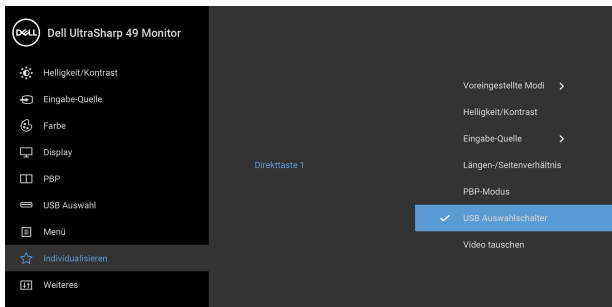 DELL
Dell UltraSharp 49 Monitor
Helligkeit/Kontrast
Eingabe-Quelle
Farbe
Display
PBP
USB Auswahl
Menü
Individualisieren
Weiteres
Direkttaste 1
Voreingestellte Modi
Helligkeit/Kontrast
Eingabe-Quelle
Längen-/Seitenverhältnis
PBP-Modus
USB Auswahlschalter
Video tauschen